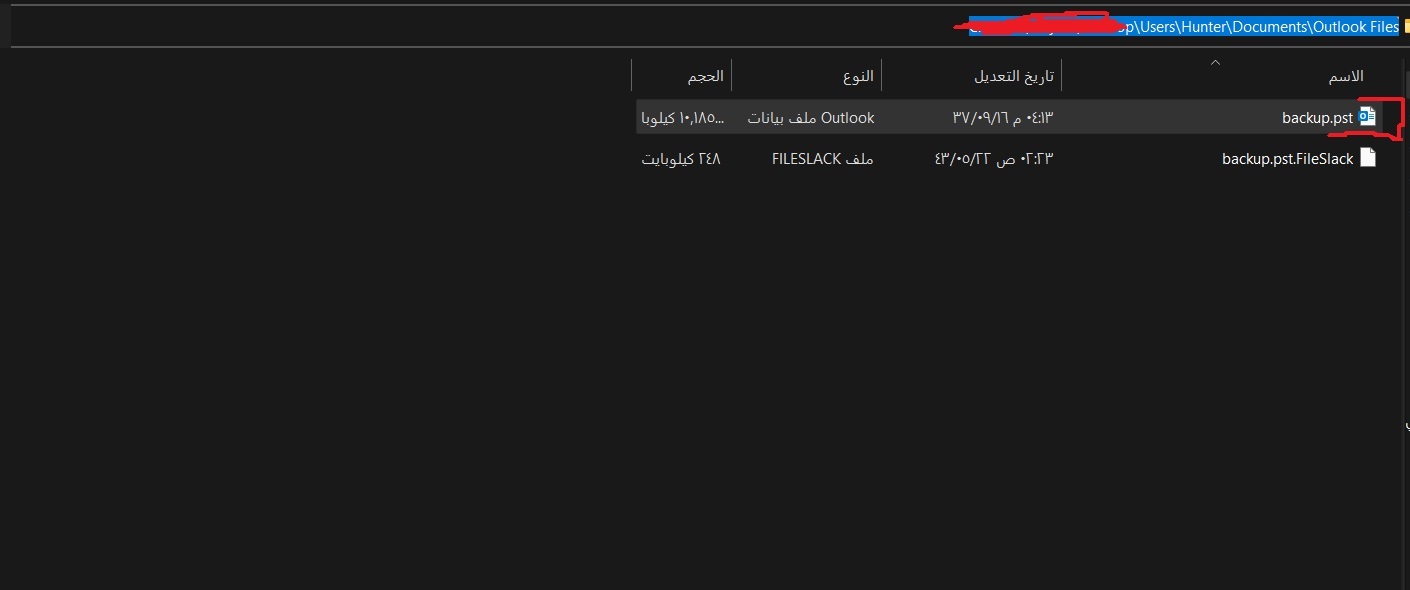 op\Users\Hunter\Documents\Outlook Files
الاسم تاريخ التعديل النوع الحجم
backup.pst ٣٧/٠٩/١٦ م ٠٤:١٣ ملف بيانات Outlook ١٠,١٨٥ كيلوبا...
backup.pst.FileSlack ٤٣/٠٥/٢٢ ص ٠٢:٢٣ ملف FILESLACK ٢٤٨ كيلوبايت